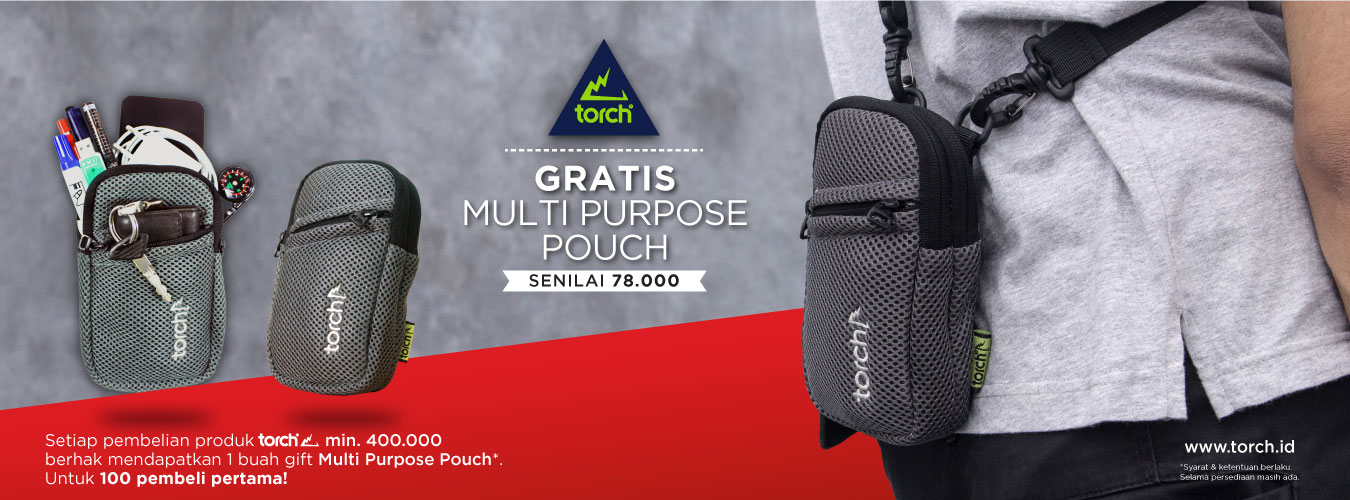 torch
GRATIS
MULTI PURPOSE
POUCH
SENILAI 78.000
torch
torch
torch
torch
torch
Setiap pembelian produk torch min. 400.000
berhak mendapatkan 1 buah gift Multi Purpose Pouch*.
Untuk 100 pembeli pertama!
www.torch.id
*Syarat & ketentuan berlaku.
Selama persediaan masih ada.